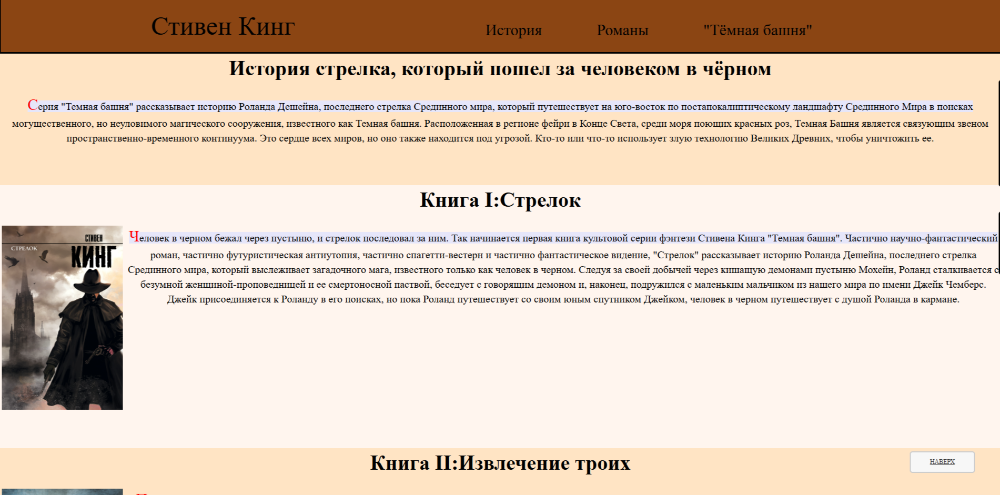 Стивен Кинг
История
Романы
"Тёмная башня"
История стрелка, который пошел за человеком в чёрном
Серия "Темная башня" рассказывает историю Роланда Дешейна, последнего стрелка Срединного мира, который путешествует на юго-восток по постапокалиптическому ландшафту Срединного Мира в поисках
могущественного, но неуловимого магического сооружения, известного как Темная башня. Расположенная в регионе фейри в Конце Света, среди моря поющих красных роз, Темная Башня является связующим звеном
пространственно-временного континуума. Это сердце всех миров, но оно также находится под угрозой. Кто-то или что-то использует злую технологию Великих Древних, чтобы уничтожить ее.
Книга I:Стрелок
СТИВЕН
КИНГ
СТРЕЛОК
Человек в черном бежал через пустыню, и стрелок последовал за ним. Так начинается первая книга культовой серии фэнтези Стивена Кинга "Темная башня". Частично научно-фантастический
роман, частично футуристическая антиутопия, частично спагетти-вестерн и частично фантастическое видение, "Стрелок" рассказывает историю Роланда Дешейна, последнего стрелка
Срединного мира, который выслеживает загадочного мага, известного только как человек в черном. Следуя за своей добычей через кишащую демонами пустыню Мохейн, Роланд сталкивается с
безумной женщиной-проповедницей и ее смертоносной паствой, беседует с говорящим демоном и, наконец, подружился с маленьким мальчиком из нашего мира по имени Джейк Чемберс.
Джейк присоединяется к Роланду в его поисках, но пока Роланд путешествует со своим юным спутником Джейком, человек в черном путешествует с душой Роланда в кармане.
Книга II:Извлечение троих
НАВЕРХ